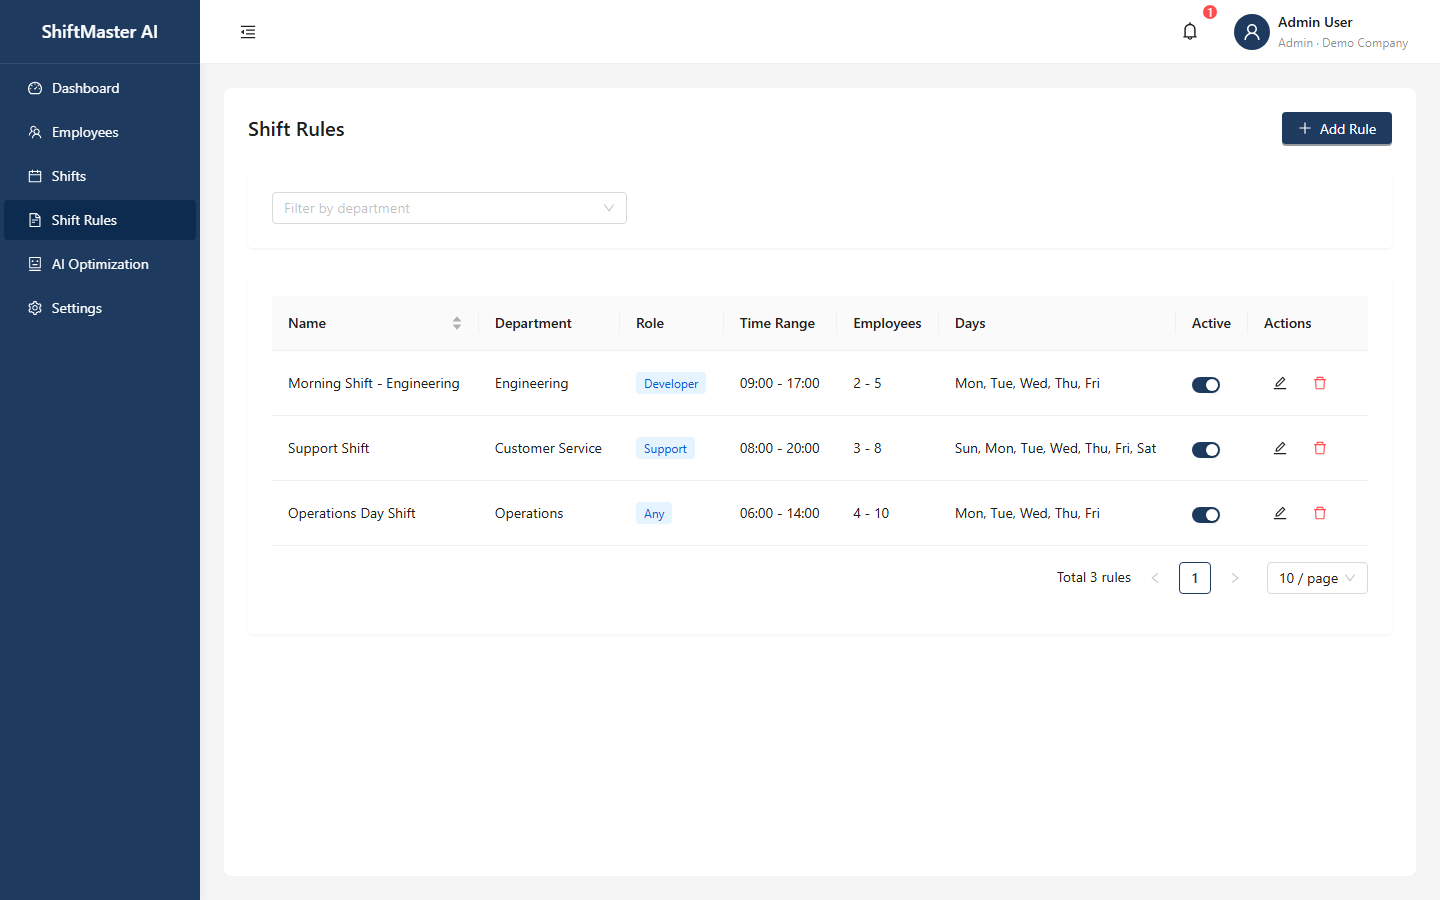 ShiftMaster AI
Dashboard
Employees
Shifts
Shift Rules
AI Optimization
Settings
1
Admin User
Admin · Demo Company
Shift Rules
Add Rule
Filter by department
Name Department Role Time Range Employees Days Active Actions
Morning Shift - Engineering Engineering Developer 09:00 - 17:00 2 - 5 Mon, Tue, Wed, Thu, Fri
Support Shift Customer Service Support 08:00 - 20:00 3 - 8 Sun, Mon, Tue, Wed, Thu, Fri, Sat
Operations Day Shift Operations Any 06:00 - 14:00 4 - 10 Mon, Tue, Wed, Thu, Fri
Total 3 rules 1 10 / page